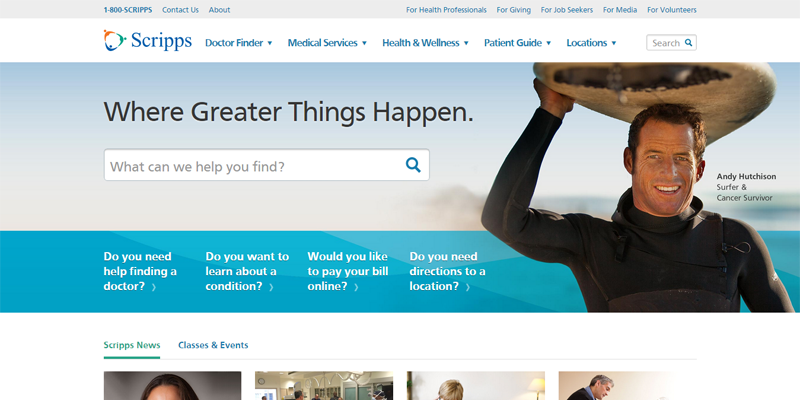 1-800-SCRIPPS Contact Us About For Health Professionals For Giving For Job Seekers For Media For Volunteers
Scripps Doctor Finder Medical Services Health & Wellness Patient Guide Locations Search
Where Greater Things Happen.
What can we help you find?
Andy Hutchison
Surfer &
Cancer Survivor
Do you need
help finding a
doctor?
Do you want to
learn about a
condition?
Would you like
to pay your bill
online?
Do you need
directions to a
location?
Scripps News Classes & Events